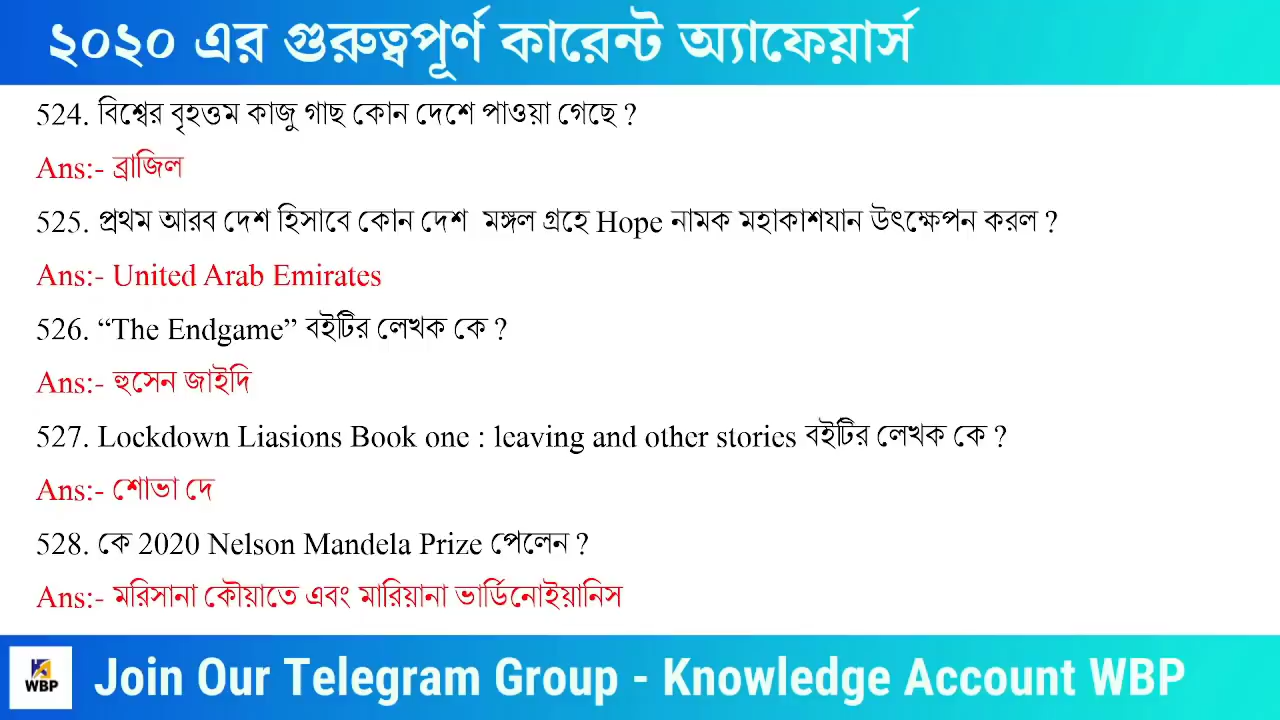 ২০২০ এর গুরুত্বপূর্ণ কারেন্ট অ্যাফেয়ার্স
524. বিশ্বের বৃহত্তম কাজু গাছ কোন দেশে পাওয়া গেছে ?
Ans:- ব্রাজিল
525. প্রথম আরব দেশ হিসাবে কোন দেশ মঙ্গল গ্রহে Hope নামক মহাকাশযান উৎক্ষেপন করল ?
Ans:- United Arab Emirates
526. “The Endgame” বইটির লেখক কে ?
Ans:- হুসেন জাইদি
527. Lockdown Liasions Book one : leaving and other stories বইটির লেখক কে ?
Ans:- শোভা দে
528. কে 2020 Nelson Mandela Prize পেলেন ?
Ans:- মরিসানা কৌয়াতে এবং মারিয়ানা ভার্ডিনোইয়ানিস
WBP
Join Our Telegram Group - Knowledge Account WBP